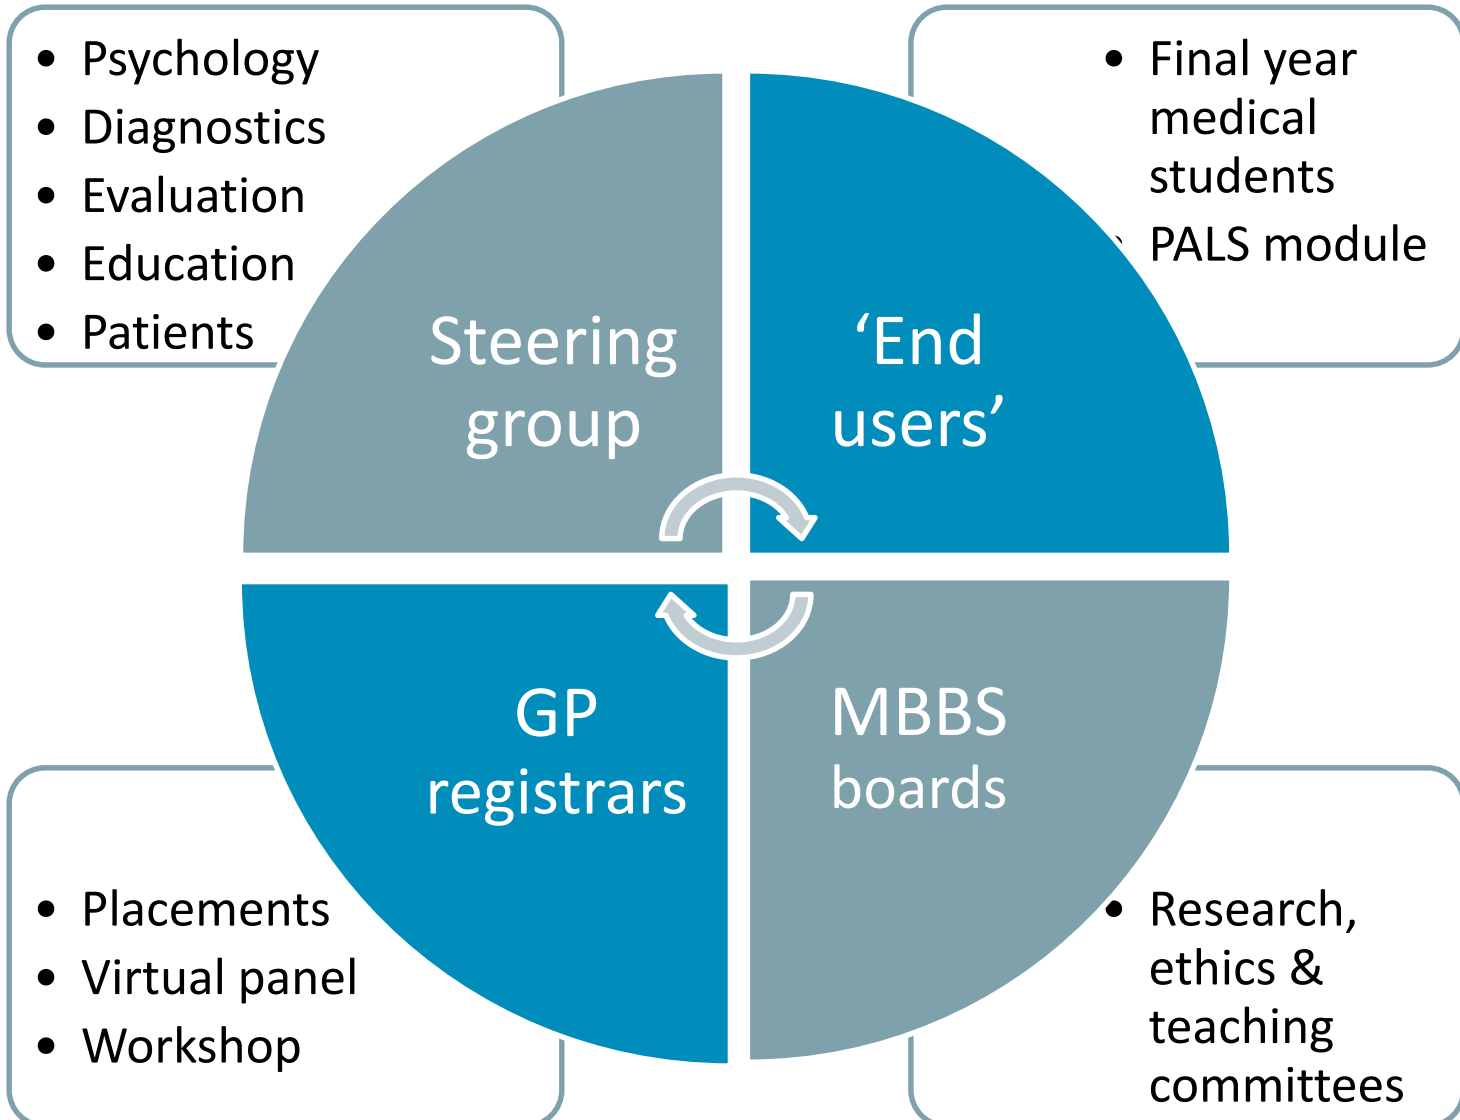 • Psychology
• Diagnostics
• Evaluation
• Education
• Patients
Steering
group
• Final year
medical
students
• PALS module
‘End
users’
GP
registrars
• Placements
• Virtual panel
• Workshop
MBBS
boards
• Research,
ethics &
teaching
committees